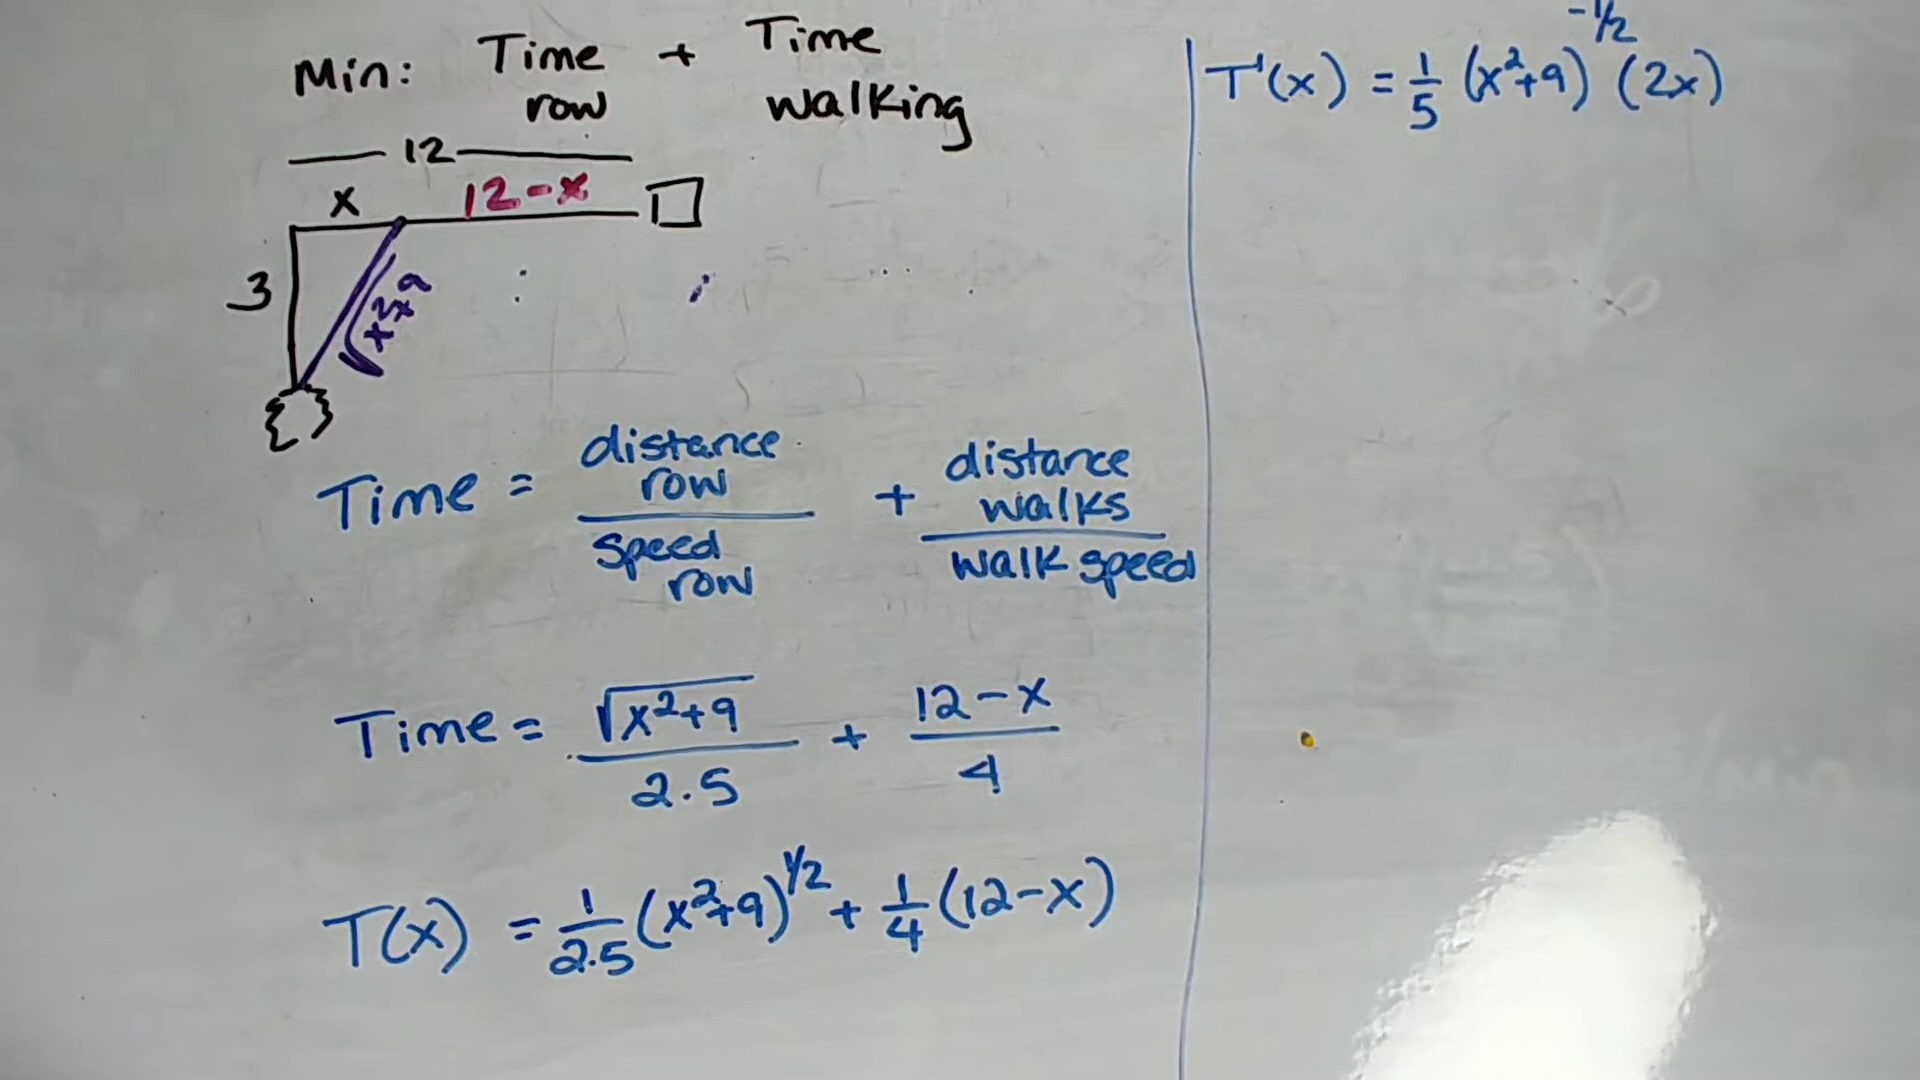 Min: Time row + Time walking
12
x 12-x
3
√x²x9
Time = distance row / speed row + distance walks / walk speed
Time = √x²+9 / 2.5 + 12-x / 4
T(x) = 1/2.5 (x²+9)^1/2 + 1/4 (12-x)
T'(x) = 1/5 (x²+9)^-1/2 (2x)